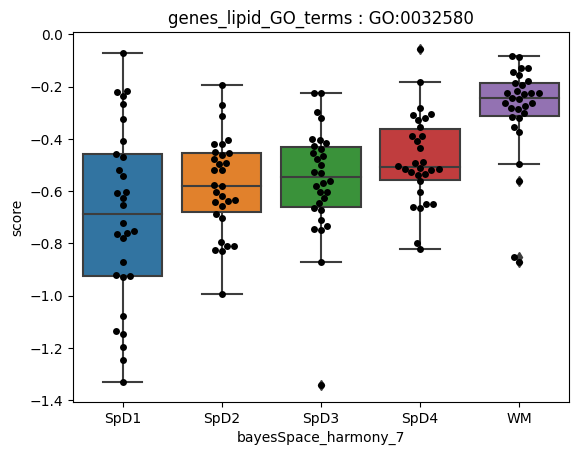 genes_lipid_GO_terms : GO:0032580
0.0
−0.2
−0.4
−0.6
−0.8
−1.0
−1.2
−1.4
score
SpD1 SpD2 SpD3 SpD4 WM
bayesSpace_harmony_7